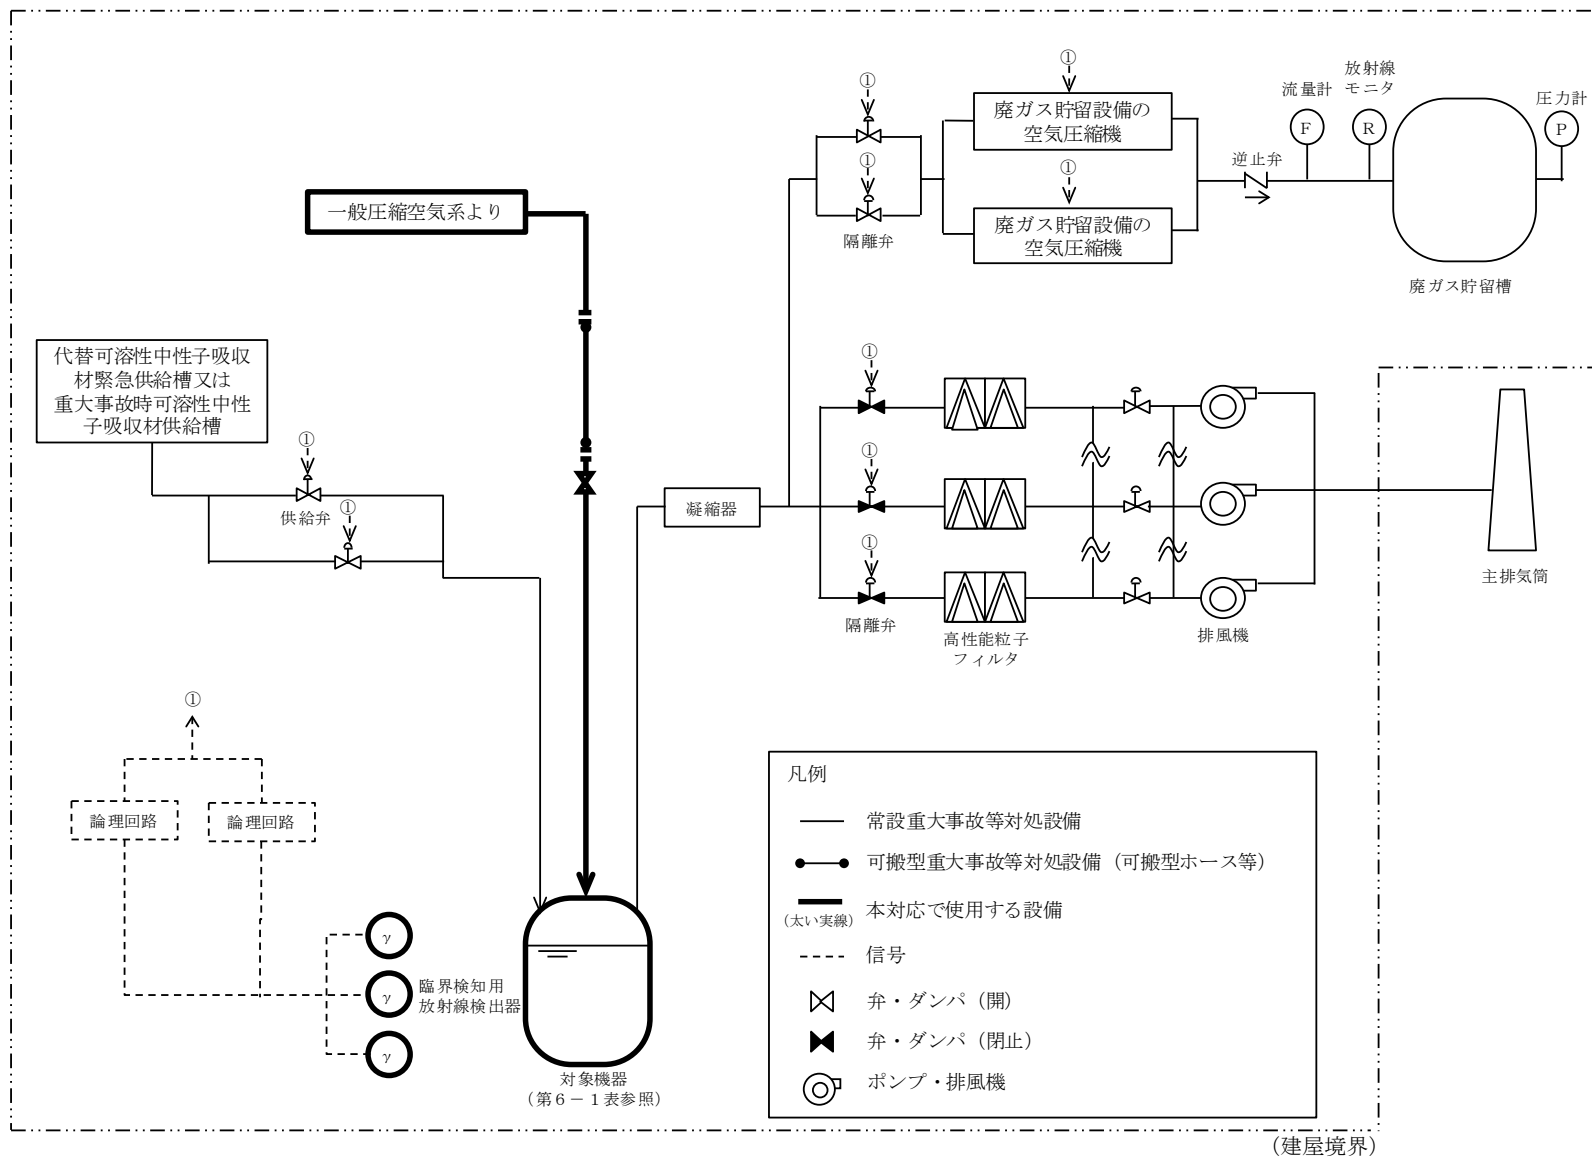 ①
①
放射線
モニタ
流量計
圧力計
①
廃ガス貯留設備の
空気圧縮機
F
R
P
①
①
逆止弁
一般圧縮空気系より
廃ガス貯留設備の
空気圧縮機
隔離弁
廃ガス貯留槽
代替可溶性中性子吸収
材緊急供給槽又は
重大事故時可溶性中性
子吸収材供給槽
①
①
供給弁
①
①
凝縮器
①
隔離弁
高性能粒子
フィルタ
排風機
主排気筒
①
論理回路
論理回路
γ
γ
γ
臨界検知用
放射線検出器
対象機器
（第６－１表参照）
凡例
常設重大事故等対処設備
可搬型重大事故等対処設備（可搬型ホース等）
（太い実線）
本対応で使用する設備
信号
弁・ダンパ（開）
弁・ダンパ（閉止）
ポンプ・排風機
（建屋境界）